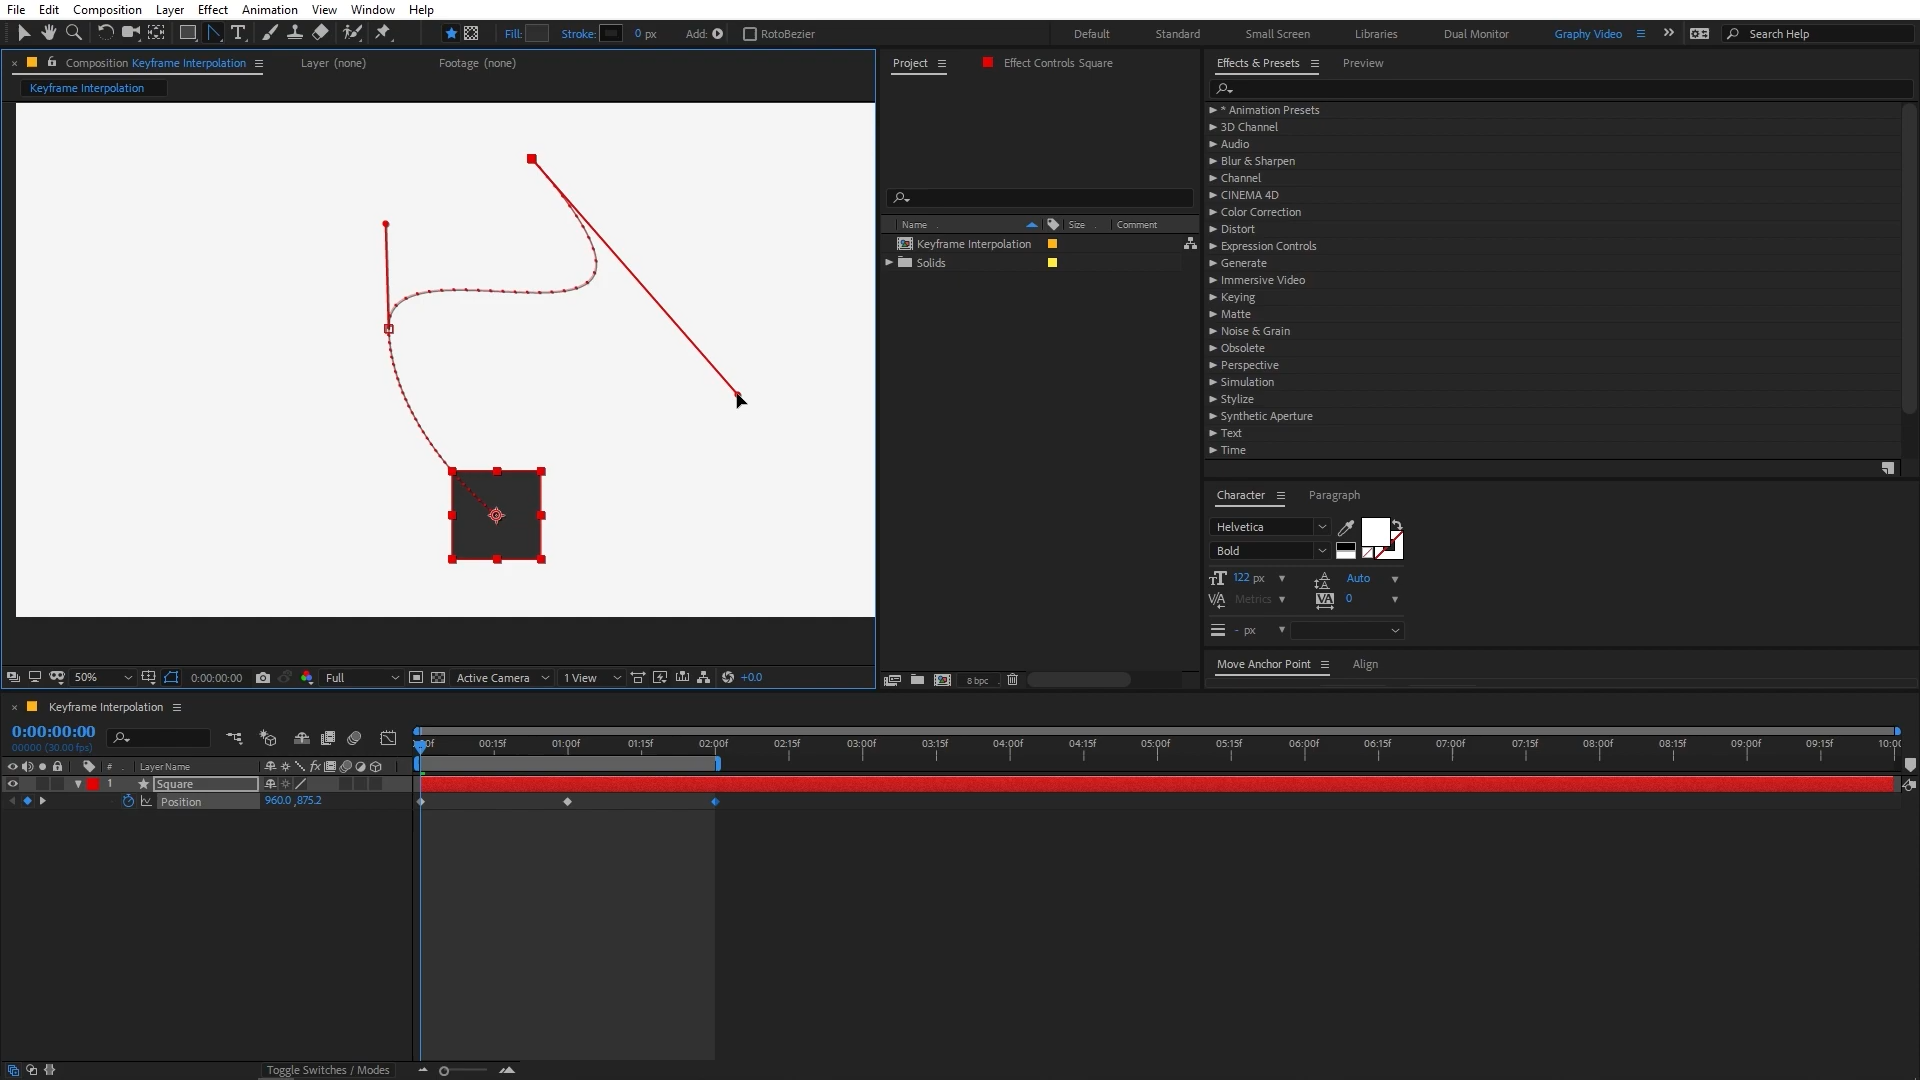 File Edit Composition Layer Effect Animation View Window Help
Fill: Stroke: 0 px Add: RotoBezier
Default Standard Small Screen Libraries Dual Monitor Graphy Video Search Help
Composition Keyframe Interpolation Layer (none) Footage (none)
Keyframe Interpolation
Project Effect Controls Square
Name Size Comment
Keyframe Interpolation
Solids
Effects & Presets Preview
* Animation Presets
3D Channel
Audio
Blur & Sharpen
Channel
CINEMA 4D
Color Correction
Distort
Expression Controls
Generate
Immersive Video
Keying
Matte
Noise & Grain
Obsolete
Perspective
Simulation
Stylize
Synthetic Aperture
Text
Time
Character Paragraph
Helvetica
Bold
122 px Auto
Metrics 0
- px
Move Anchor Point Align
50% 0:00:00:00 Full Active Camera 1 View +0.0
8 bpc
Keyframe Interpolation
0:00:00:00
00000 (30.00 fps)
00f 00:15f 01:00f 01:15f 02:00f 02:15f 03:00f 03:15f 04:00f 04:15f 05:00f 05:15f 06:00f 06:15f 07:00f 07:15f 08:00f 08:15f 09:00f 09:15f 10:00
# Layer Name
1 Square
Position 960.0 ,875.2
Toggle Switches / Modes